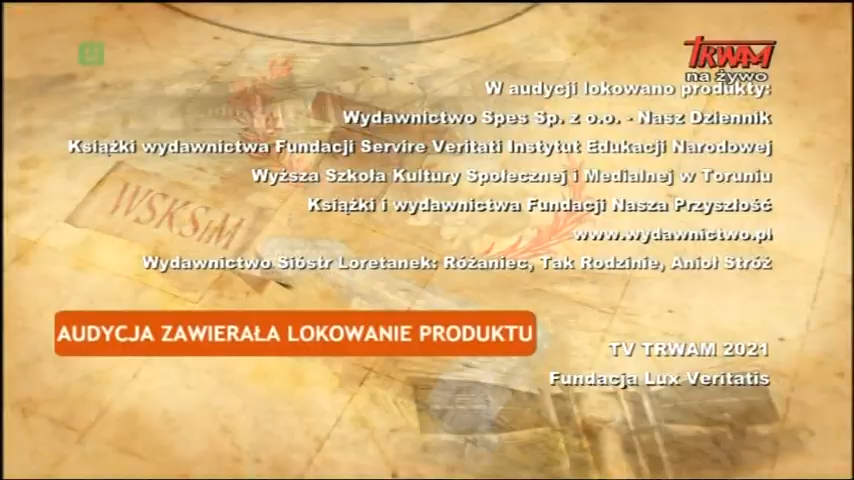 TRWAM
na żywo
W audycji lokowano produkty:
Wydawnictwo Spes Sp. z o.o. - Nasz Dziennik
Książki wydawnictwa Fundacji Servire Veritati Instytut Edukacji Narodowej
Wyższa Szkoła Kultury Społecznej i Medialnej w Toruniu
WSKSiM
Książki i wydawnictwa Fundacji Nasza Przyszłość
www.wydawnictwo.pl
Wydawnictwo Sióstr Loretanek: Różaniec, Tak Rodzinie, Anioł Stróż
AUDYCJA ZAWIERAŁA LOKOWANIE PRODUKTU
TV TRWAM 2021
Fundacja Lux Veritatis